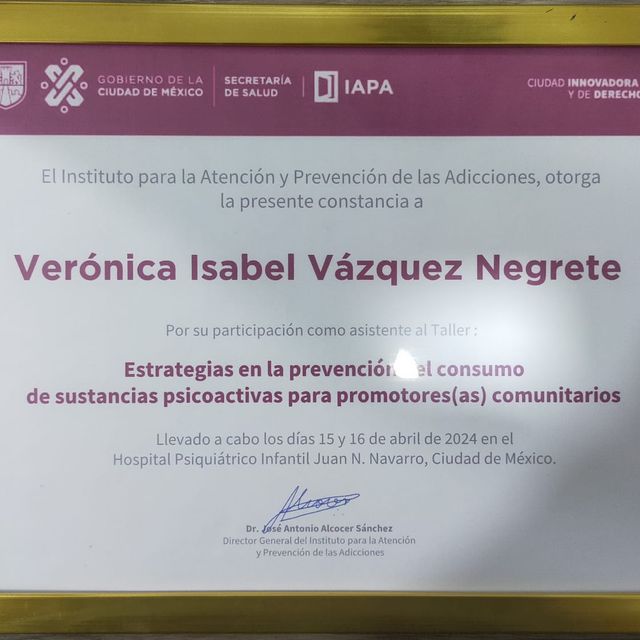 GOBIERNO DE LA
CIUDAD DE MÉXICO
SECRETARÍA
DE SALUD
IAPA
CIUDAD INNOVADORA
Y DE DERECHO
El Instituto para la Atención y Prevención de las Adicciones, otorga
la presente constancia a
Verónica Isabel Vázquez Negrete
Por su participación como asistente al Taller :
Estrategias en la prevención el consumo
de sustancias psicoactivas para promotores(as) comunitarios
Llevado a cabo los días 15 y 16 de abril de 2024 en el
Hospital Psiquiátrico Infantil Juan N. Navarro, Ciudad de México.
Dr. José Antonio Alcocer Sánchez
Director General del Instituto para la Atención
y Prevención de las Adicciones